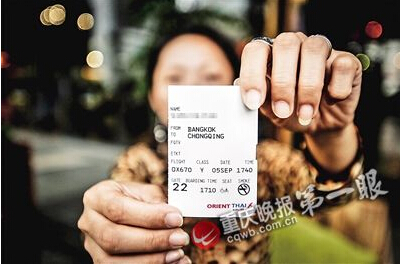 NAME
FROM BANGKOK
TO CHONGQING
ETKT
FLIGHT CLASS DATE TIME
OX670 Y 05SEP 1740
GATE BOARDING TIME SEAT SMOKE
22 1710
ORIENT THAI
重庆晚报 第一眼
cqwb.com.cn